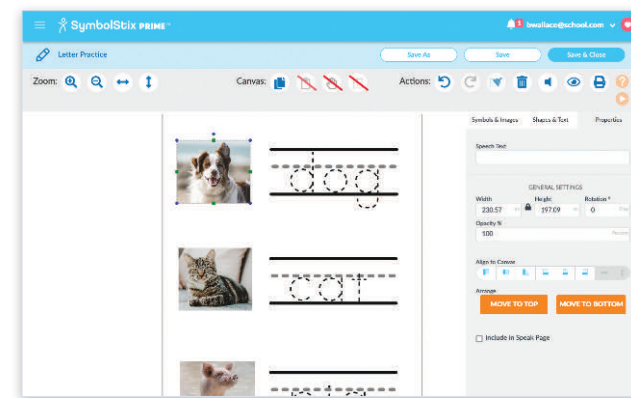 SymbolStix PRIME
1 bwallace@school.com
Letter Practice
Save As
Save
Save & Close
Zoom:
Canvas:
Actions:
Symbols & Images
Shapes & Text
Properties
Speech Text
GENERAL SETTINGS
Width
Height
Rotation °
230.57
197.09
0
Opacity %
100
Align to Canvas
Arrange
MOVE TO TOP
MOVE TO BOTTOM
Include in Speak Page
dog
cat